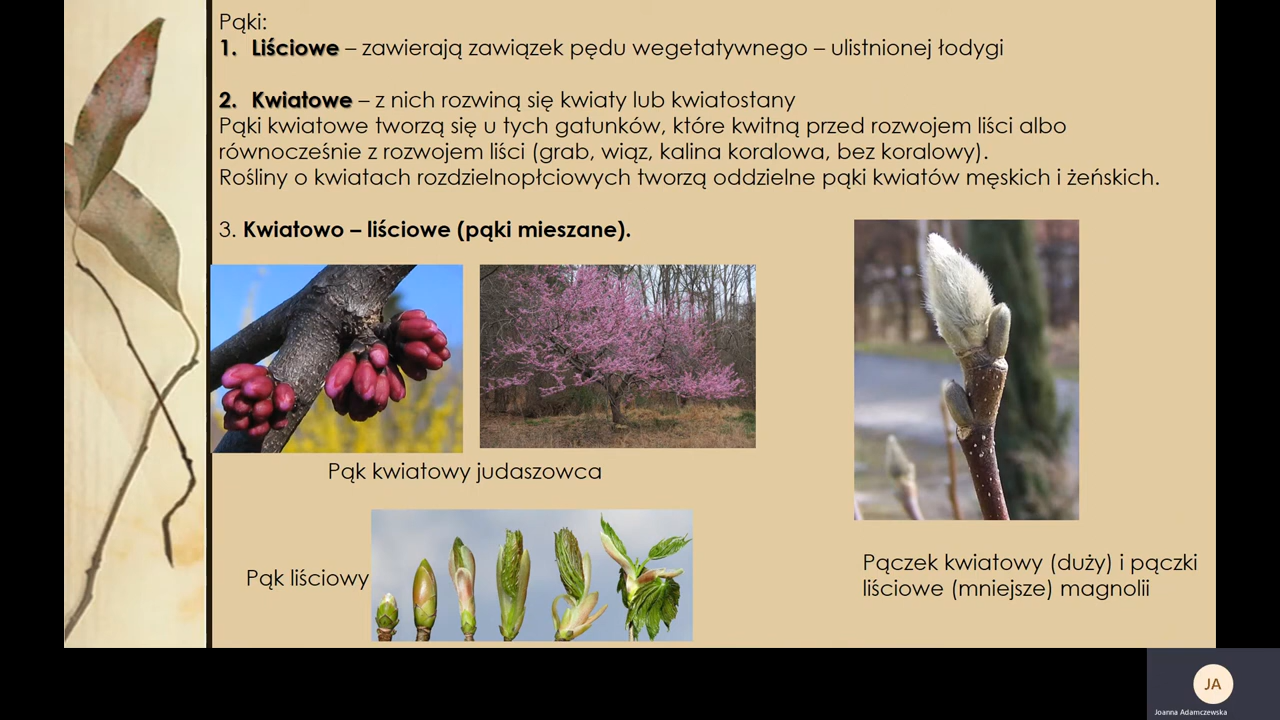 Pąki:
1. Liściowe – zawierają zawiązek pędu wegetatywnego – ulistnionej łodygi
2. Kwiatowe – z nich rozwiną się kwiaty lub kwiatostany
Pąki kwiatowe tworzą się u tych gatunków, które kwitną przed rozwojem liści albo
równocześnie z rozwojem liści (grab, wiąz, kalina koralowa, bez koralowy).
Rośliny o kwiatach rozdzielnopłciowych tworzą oddzielne pąki kwiatów męskich i żeńskich.
3. Kwiatowo – liściowe (pąki mieszane).
Pąk kwiatowy judaszowca
Pąk liściowy
Pączek kwiatowy (duży) i pączki
liściowe (mniejsze) magnolii
JA
Joanna Adamczewska